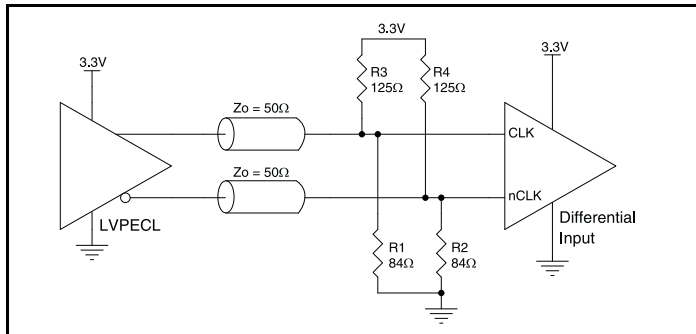 3.3V
3.3V
3.3V
R3
125Ω
R4
125Ω
Zo = 50Ω
CLK
Zo = 50Ω
nCLK
LVPECL
Differential
Input
R1
84Ω
R2
84Ω